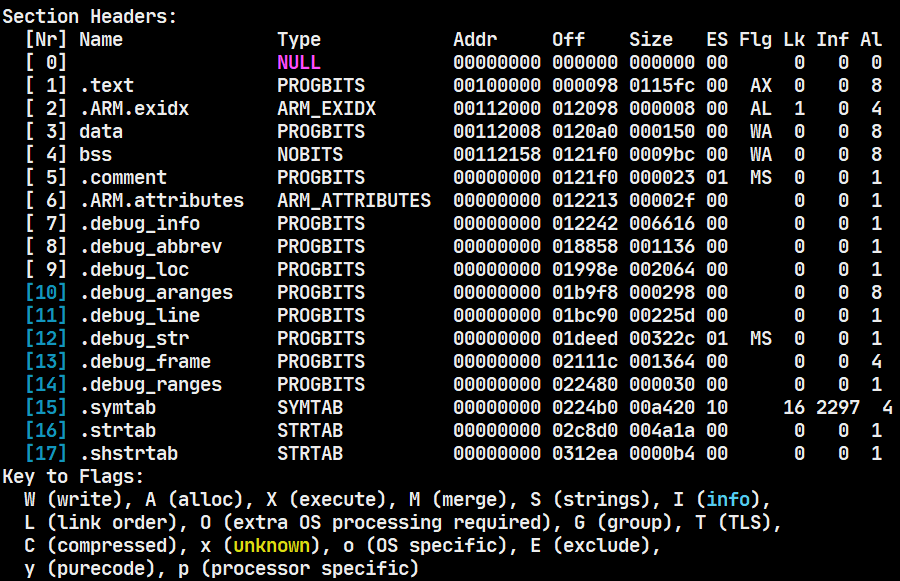 Section Headers:
  [Nr] Name              Type            Addr     Off    Size   ES Flg Lk Inf Al
  [ 0]                   NULL            00000000 000000 000000 00      0   0  0
  [ 1] .text             PROGBITS        00100000 000098 0115fc 00  AX  0   0  8
  [ 2] .ARM.exidx        ARM_EXIDX       00112000 012098 000008 00  AL  1   0  4
  [ 3] data              PROGBITS        00112008 0120a0 000150 00  WA  0   0  8
  [ 4] bss               NOBITS          00112158 0121f0 0009bc 00  WA  0   0  8
  [ 5] .comment          PROGBITS        00000000 0121f0 000023 01  MS  0   0  1
  [ 6] .ARM.attributes   ARM_ATTRIBUTES  00000000 012213 00002f 00      0   0  1
  [ 7] .debug_info       PROGBITS        00000000 012242 006616 00      0   0  1
  [ 8] .debug_abbrev     PROGBITS        00000000 018858 001136 00      0   0  1
  [ 9] .debug_loc        PROGBITS        00000000 01998e 002064 00      0   0  1
  [10] .debug_aranges    PROGBITS        00000000 01b9f8 000298 00      0   0  8
  [11] .debug_line       PROGBITS        00000000 01bc90 00225d 00      0   0  1
  [12] .debug_str        PROGBITS        00000000 01deed 00322c 01  MS  0   0  1
  [13] .debug_frame      PROGBITS        00000000 02111c 001364 00      0   0  4
  [14] .debug_ranges     PROGBITS        00000000 022480 000030 00      0   0  1
  [15] .symtab           SYMTAB          00000000 0224b0 00a420 10     16 2297  4
  [16] .strtab           STRTAB          00000000 02c8d0 004a1a 00      0   0  1
  [17] .shstrtab         STRTAB          00000000 0312ea 0000b4 00      0   0  1
Key to Flags:
  W (write), A (alloc), X (execute), M (merge), S (strings), I (info),
  L (link order), O (extra OS processing required), G (group), T (TLS),
  C (compressed), x (unknown), o (OS specific), E (exclude),
  y (purecode), p (processor specific)